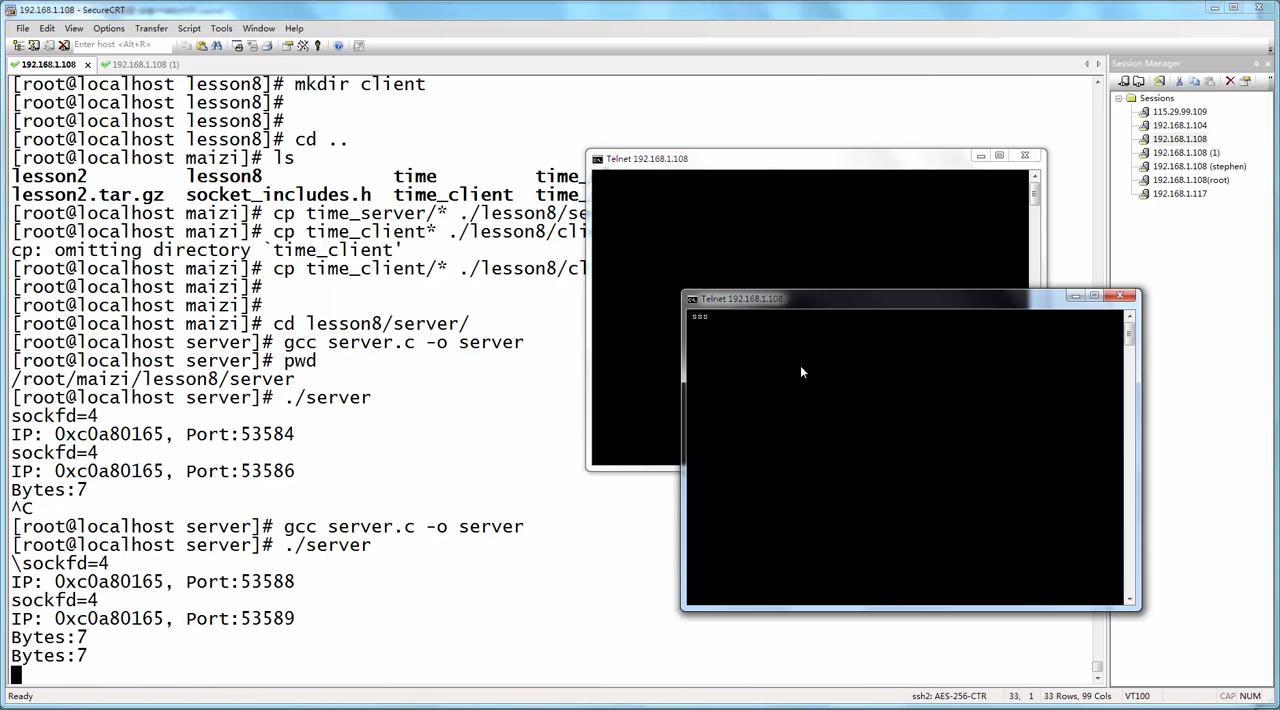 192.168.1.108 - SecureCRT
File Edit View Options Transfer Script Tools Window Help
Enter host <Alt+R>
192.168.1.108 x 192.168.1.108 (1)
[root@localhost lesson8]# mkdir client
[root@localhost lesson8]#
[root@localhost lesson8]#
[root@localhost lesson8]# cd ..
[root@localhost maizi]# ls
lesson2 lesson8 time time_
lesson2.tar.gz socket_includes.h time_client time_
[root@localhost maizi]# cp time_server/* ./lesson8/se
[root@localhost maizi]# cp time_client* ./lesson8/cli
cp: omitting directory `time_client'
[root@localhost maizi]# cp time_client/* ./lesson8/cl
[root@localhost maizi]#
[root@localhost maizi]#
[root@localhost maizi]# cd lesson8/server/
[root@localhost server]# gcc server.c -o server
[root@localhost server]# pwd
/root/maizi/lesson8/server
[root@localhost server]# ./server
sockfd=4
IP: 0xc0a80165, Port:53584
sockfd=4
IP: 0xc0a80165, Port:53586
Bytes:7
^C
[root@localhost server]# gcc server.c -o server
[root@localhost server]# ./server
\sockfd=4
IP: 0xc0a80165, Port:53588
sockfd=4
IP: 0xc0a80165, Port:53589
Bytes:7
Bytes:7
Telnet 192.168.1.108
Telnet 192.168.1.108
sss
Session Manager
Sessions
115.29.99.109
192.168.1.104
192.168.1.108
192.168.1.108 (1)
192.168.1.108 (stephen)
192.168.1.108(root)
192.168.1.117
Ready ssh2: AES-256-CTR 33, 1 33 Rows, 99 Cols VT100 CAP NUM